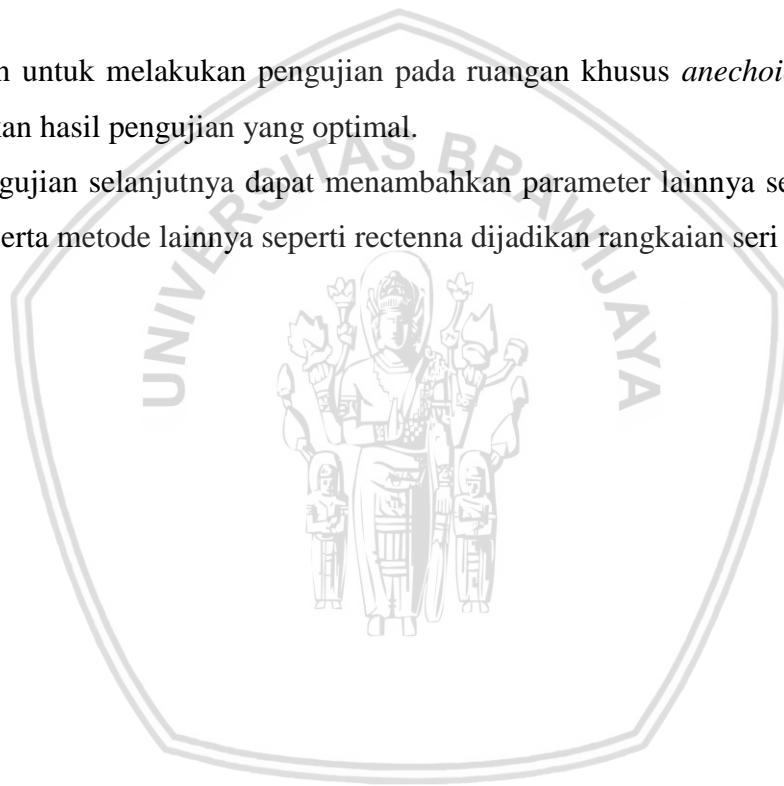 n untuk melakukan pengujian pada ruangan khusus anechoi
kan hasil pengujian yang optimal.
gujian selanjutnya dapat menambahkan parameter lainnya se
erta metode lainnya seperti rectenna dijadikan rangkaian seri
UNIVERSITAS BRAWIJAYA